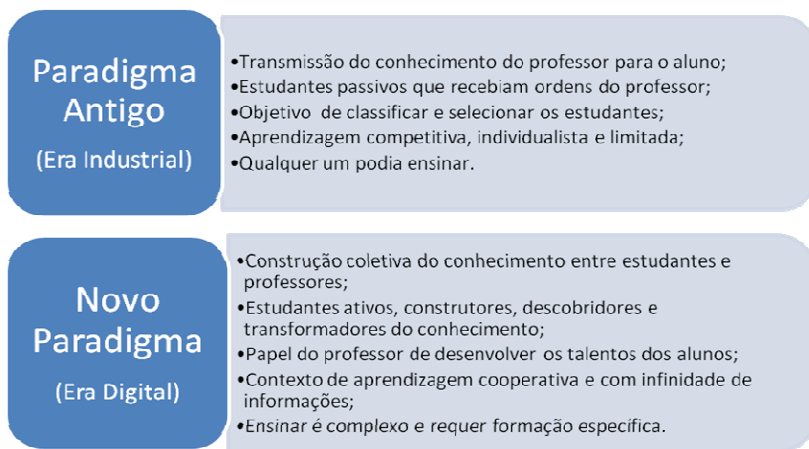 Paradigma
Antigo
(Era Industrial)
•Transmissão do conhecimento do professor para o aluno;
•Estudantes passivos que recebiam ordens do professor;
•Objetivo de classificar e selecionar os estudantes;
•Aprendizagem competitiva, individualista e limitada;
•Qualquer um podia ensinar.
Novo
Paradigma
(Era Digital)
•Construção coletiva do conhecimento entre estudantes e
professores;
•Estudantes ativos, construtores, descobridores e
transformadores do conhecimento;
•Papel do professor de desenvolver os talentos dos alunos;
•Contexto de aprendizagem cooperativa e com infinidade de
informações;
•Ensinar é complexo e requer formação específica.